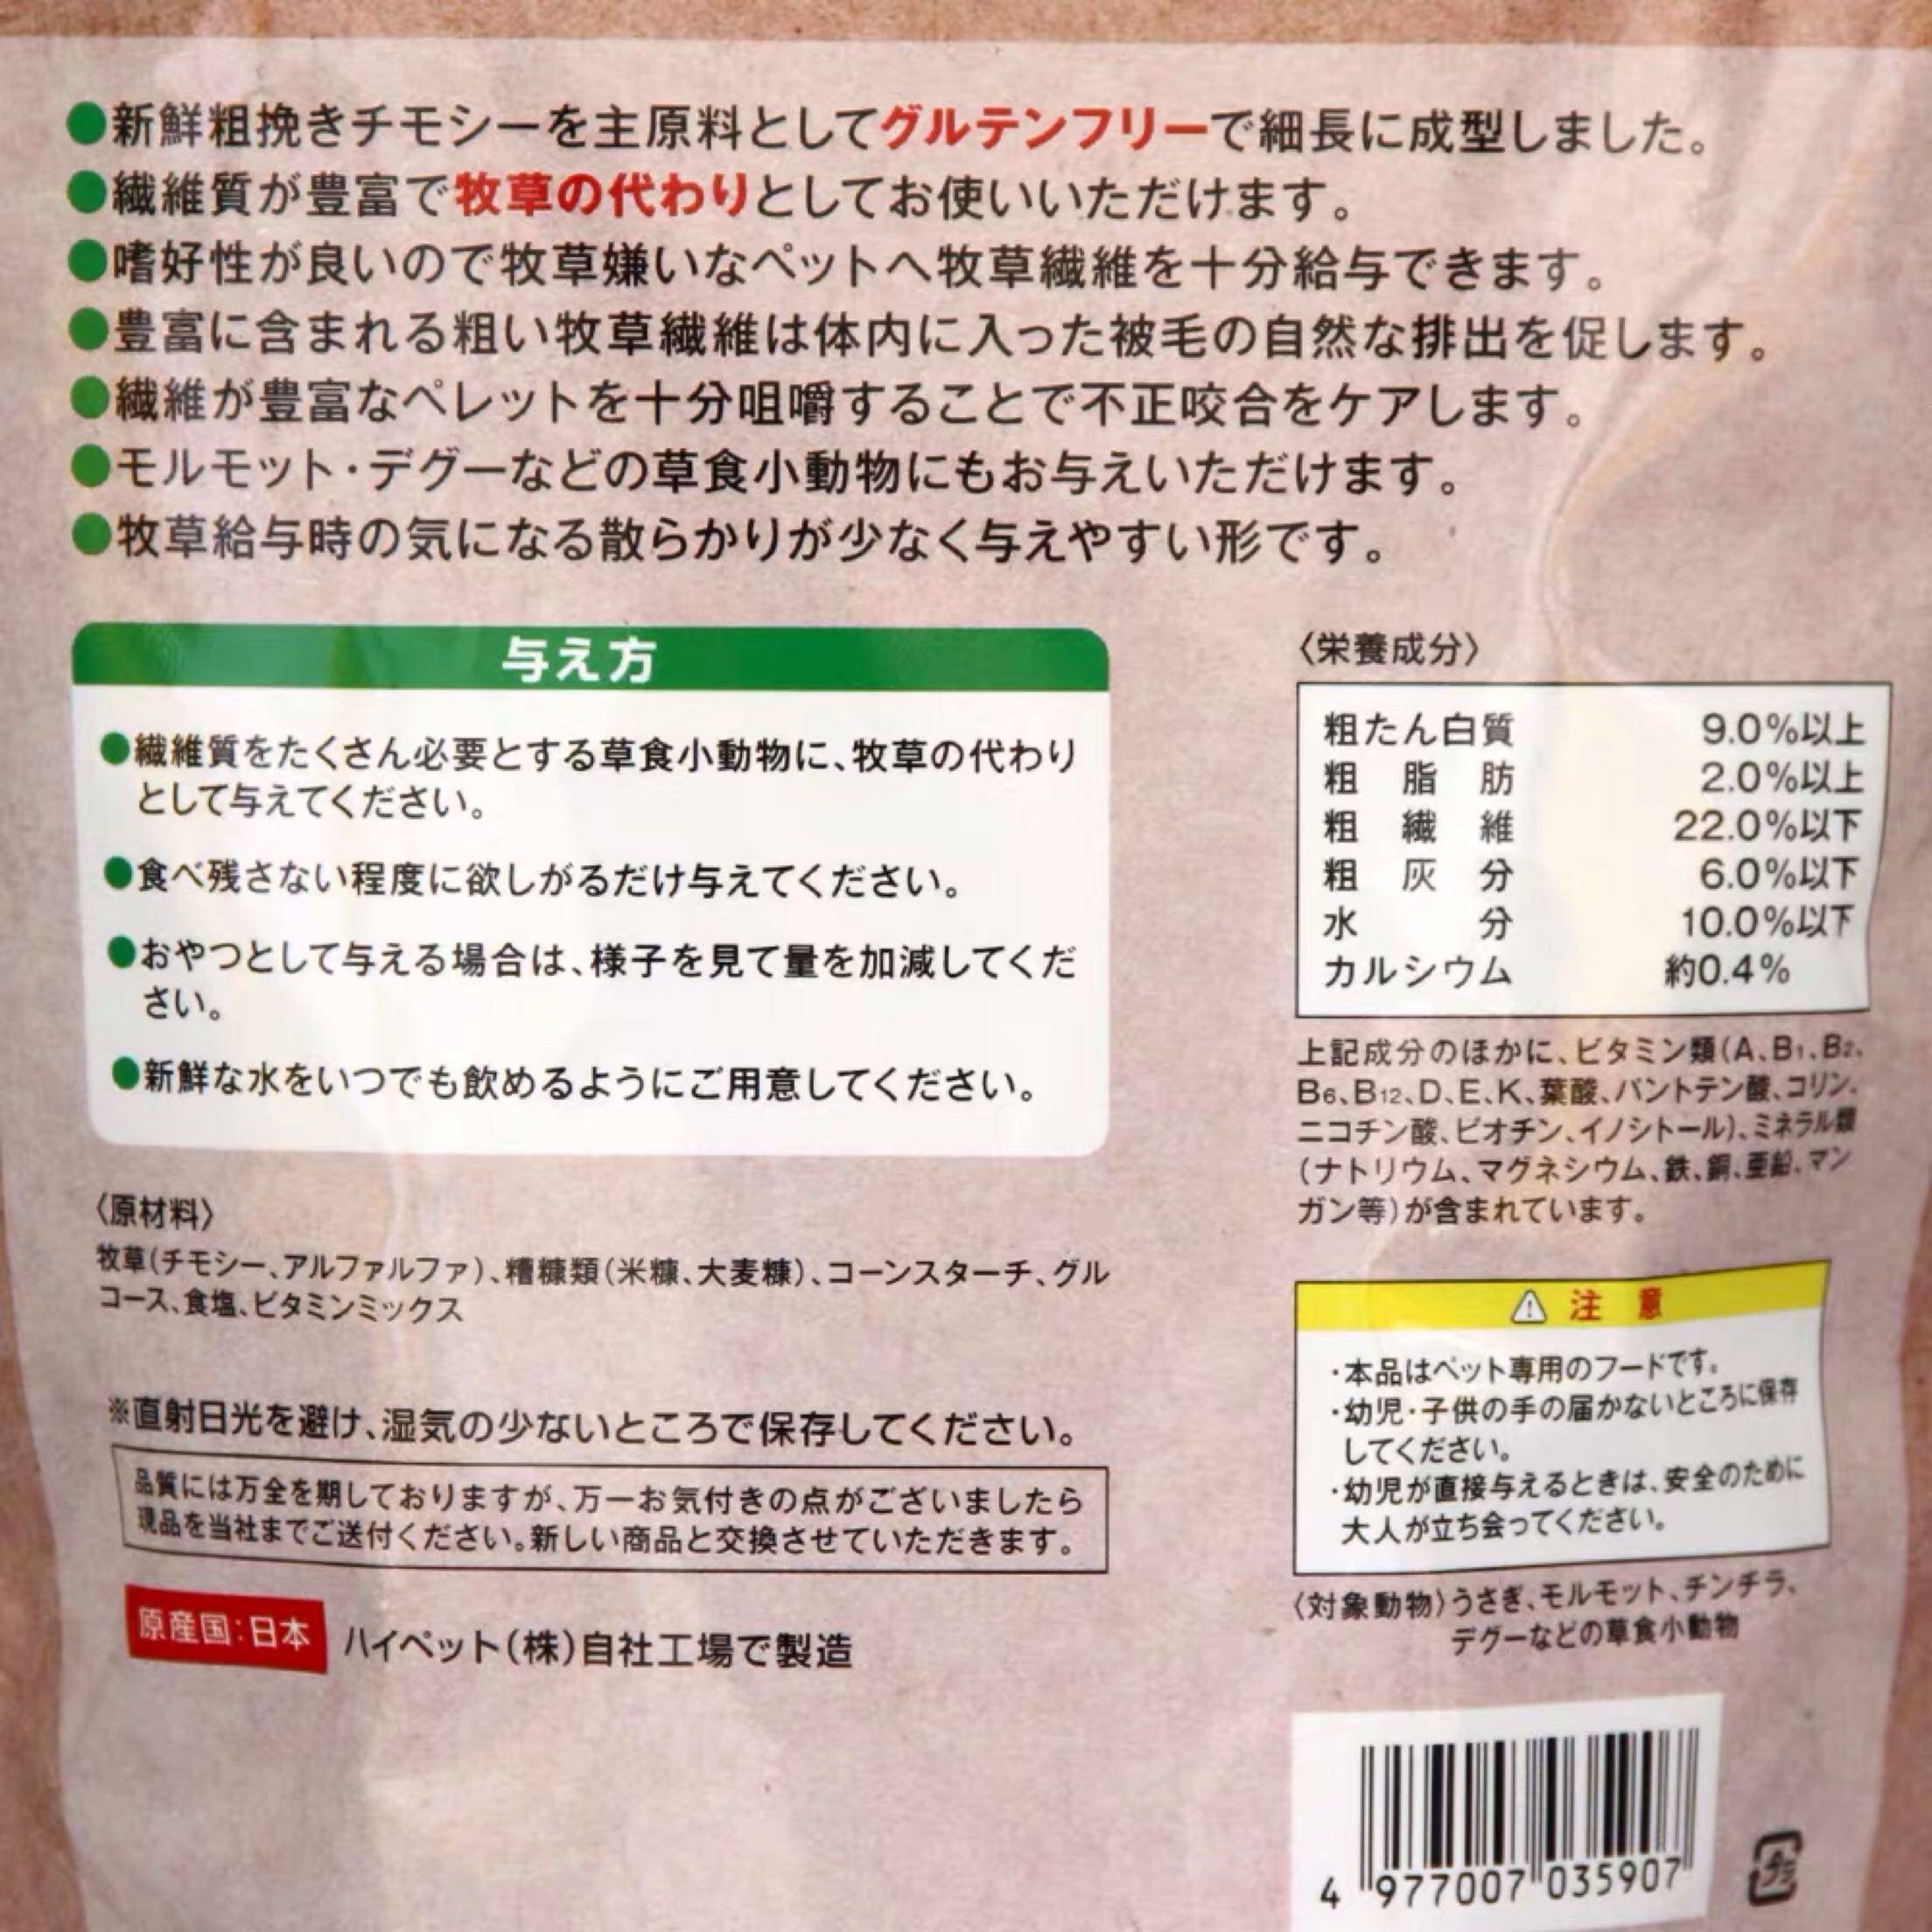 ●新鮮粗挽きチモシーを主原料としてグルテンフリーで細長に成型しました。
●繊維質が豊富で牧草の代わりとしてお使いいただけます。
●嗜好性が良いので牧草嫌いなペットへ牧草繊維を十分給与できます。
●豊富に含まれる粗い牧草繊維は体内に入った被毛の自然な排出を促します。
●繊維が豊富なペレットを十分咀嚼することで不正咬合をケアします。
●モルモット・デグーなどの草食小動物にもお与えいただけます。
●牧草給与時の気になる散らかりが少なく与えやすい形です。
与え方
●繊維質をたくさん必要とする草食小動物に、牧草の代わり
として与えてください。
●食べ残さない程度に欲しがるだけ与えてください。
●おやつとして与える場合は、様子を見て量を加減してくだ
さい。
●新鮮な水をいつでも飲めるようにご用意してください。
〈原材料〉
牧草(チモシー、アルファルファ)、糟糠類(米糠、大麦糠)、コーンスターチ、グル
コース、食塩、ビタミンミックス
※直射日光を避け、湿気の少ないところで保存してください。
品質には万全を期しておりますが、万一お気付きの点がございましたら
現品を当社までご送付ください。新しい商品と交換させていただきます。
原産国:日本 ハイペット(株)自社工場で製造
〈栄養成分〉
粗たん白質 9.0%以上
粗脂肪 2.0%以上
粗繊維 22.0%以下
粗灰分 6.0%以下
水分 10.0%以下
カルシウム 約0.4%
上記成分のほかに、ビタミン類(A、B1、B2、
B6、B12、D、E、K、葉酸、パントテン酸、コリン、
ニコチン酸、ビオチン、イノシトール)、ミネラル類
(ナトリウム、マグネシウム、鉄、銅、亜鉛、マン
ガン等)が含まれています。
⚠ 注意
・本品はペット専用のフードです。
・幼児・子供の手の届かないところに保存
してください。
・幼児が直接与えるときは、安全のために
大人が立ち会ってください。
〈対象動物〉うさぎ、モルモット、チンチラ、
デグーなどの草食小動物
4 977007 035907
プラ